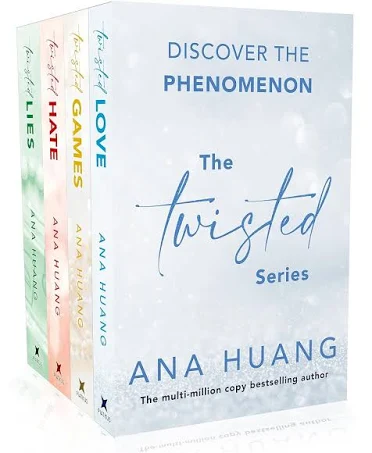 twisted LIES
ANA HUANG
twisted HATE
ANA HUANG
twisted GAMES
ANA HUANG
twisted LOVE
ANA HUANG
DISCOVER THE
PHENOMENON
The
twisted
Series
ANA HUANG
The multi-million copy bestselling author